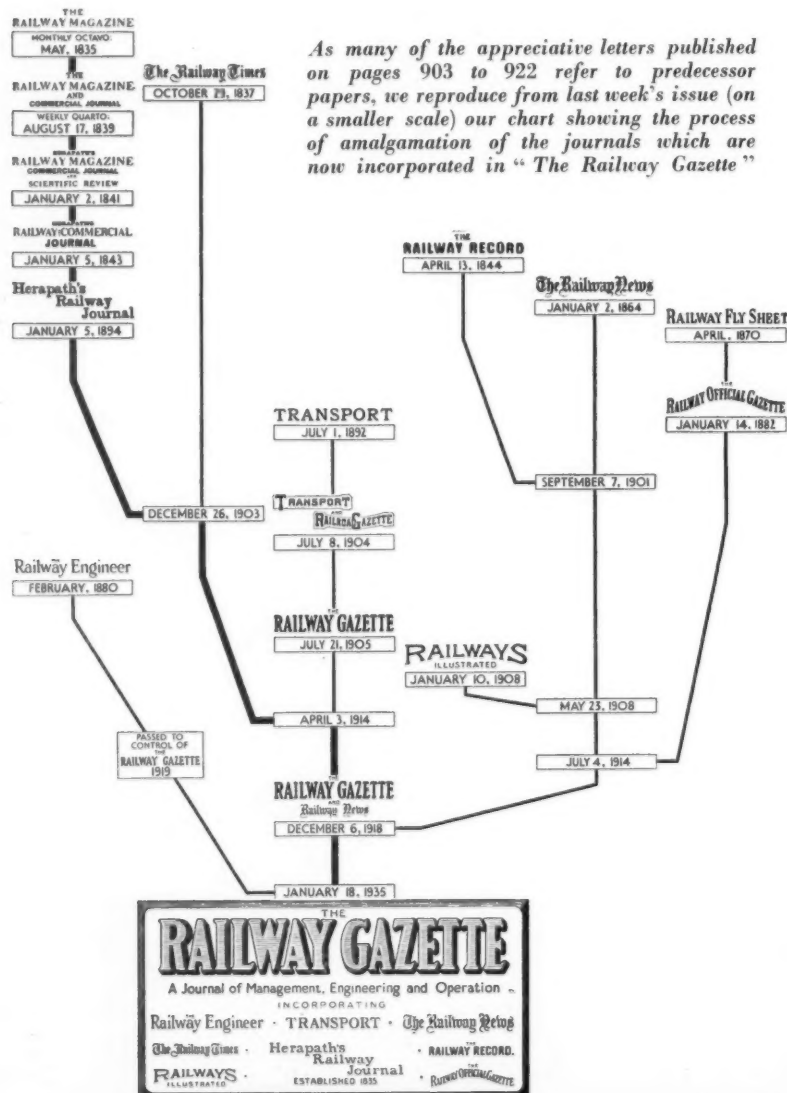 THE
RAILWAY MAGAZINE
MONTHLY OCTAVO:
MAY, 1835
THE
RAILWAY MAGAZINE
AND
COMMERCIAL JOURNAL
WEEKLY QUARTO:
AUGUST 17, 1839
HERAPATH'S
RAILWAY MAGAZINE
COMMERCIAL JOURNAL
AND
SCIENTIFIC REVIEW
JANUARY 2, 1841
HERAPATH'S
RAILWAY & COMMERCIAL
JOURNAL
JANUARY 5, 1843
Herapath's
Railway
Journal
JANUARY 5, 1894
The Railway Times
OCTOBER 29, 1837
As many of the appreciative letters published
on pages 903 to 922 refer to predecessor
papers, we reproduce from last week's issue (on
a smaller scale) our chart showing the process
of amalgamation of the journals which are
now incorporated in “ The Railway Gazette ”
THE
RAILWAY RECORD
APRIL 13, 1844
The Railway News
JANUARY 2, 1864
RAILWAY FLY SHEET
APRIL, 1870
THE
RAILWAY OFFICIAL GAZETTE
JANUARY 14, 1882
TRANSPORT
JULY 1, 1892
SEPTEMBER 7, 1901
DECEMBER 26, 1903
TRANSPORT
AND
RAILROAD GAZETTE
JULY 8, 1904
The
Railway Engineer
FEBRUARY, 1880
THE
RAILWAY GAZETTE
JULY 21, 1905
RAILWAYS
ILLUSTRATED
JANUARY 10, 1908
MAY 23, 1908
APRIL 3, 1914
PASSED TO
CONTROL OF
THE
RAILWAY GAZETTE
1919
JULY 4, 1914
THE
RAILWAY GAZETTE
AND
Railway News
DECEMBER 6, 1918
JANUARY 18, 1935
THE
RAILWAY GAZETTE
A Journal of Management, Engineering and Operation
INCORPORATING
The
Railway Engineer · TRANSPORT · The Railway News
The Railway Times · Herapath's Railway Journal · THE RAILWAY RECORD.
RAILWAYS ILLUSTRATED · ESTABLISHED 1835 · THE RAILWAY OFFICIAL GAZETTE